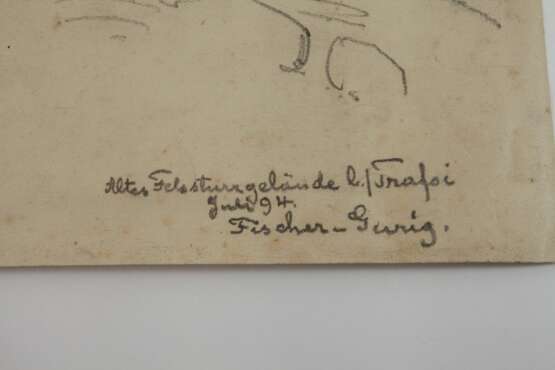 Altes Felssturzgelände b./Trafoi
Juli 94.
Fischer-Gurig.